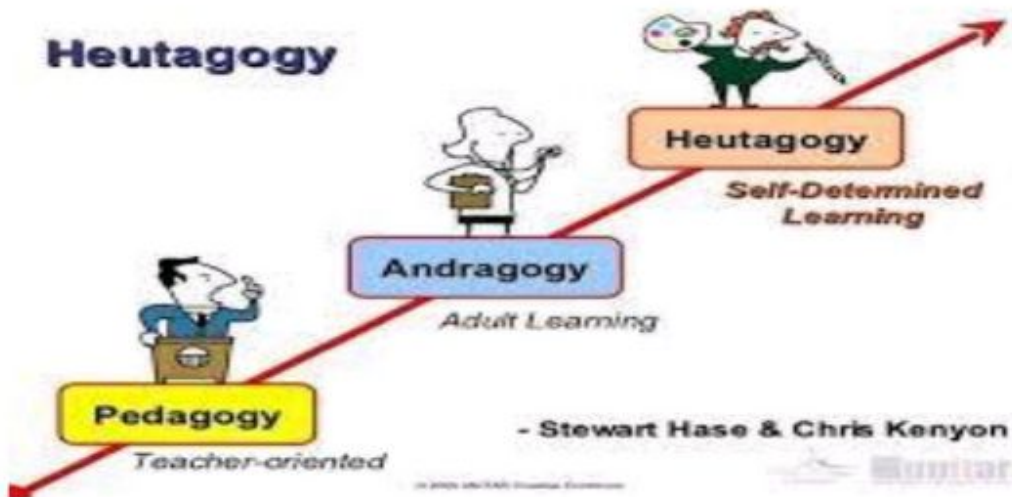 Heutagogy
Heutagogy
Self-Determined
Learning
Andragogy
Adult Learning
Pedagogy
Teacher-oriented
- Stewart Hase & Chris Kenyon